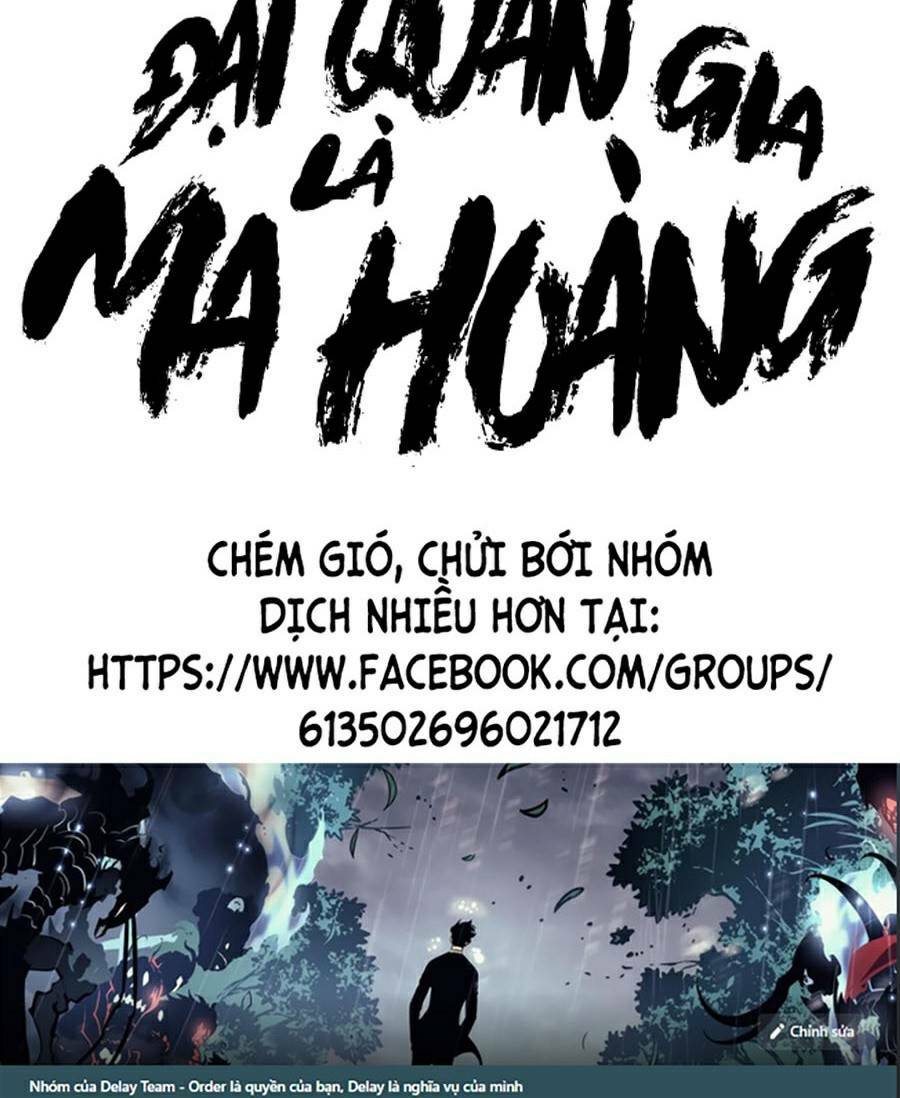 ĐẠI QUẢN GIA
LÀ
MA HOÀNG
CHÉM GIÓ, CHỬI BỚI NHÓM
DỊCH NHIỀU HƠN TẠI:
HTTPS://WWW.FACEBOOK.COM/GROUPS/
613502696021712
Chỉnh sửa
Nhóm của Delay Team - Order là quyền của bạn, Delay là nghĩa vụ của mình